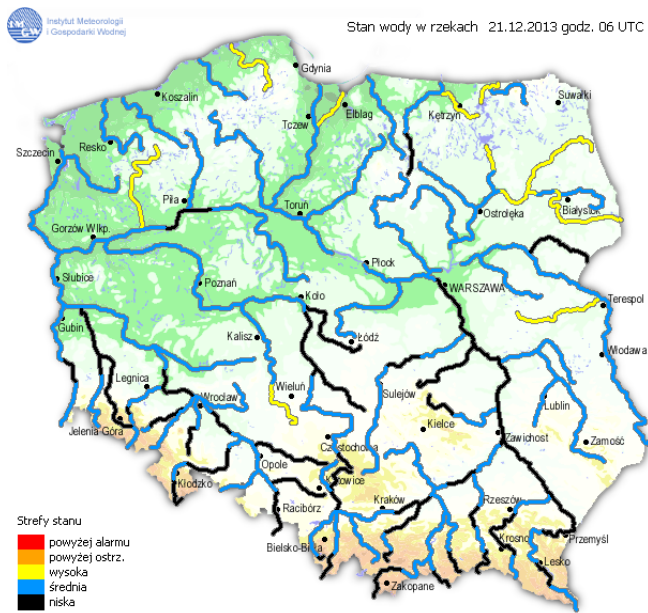 IMGW
Instytut Meteorologii
i Gospodarki Wodnej
Stan wody w rzekach 21.12.2013 godz. 06 UTC
Gdynia
Koszalin
Suwałki
Elbląg
Kętrzyn
Tczew
Resko
Szczecin
Piła
Toruń
Ostrołęka
Białystok
Gorzów Wlkp.
Płock
Słubice
Poznań
WARSZAWA
Koło
Terespol
Gubin
Kalisz
Łódź
Włodawa
Legnica
Wieluń
Sulejów
Wrocław
Lublin
Kielce
Jelenia Góra
Zawichost
Zamość
Częstochowa
Opole
Kłodzko
Katowice
Kraków
Rzeszów
Racibórz
Strefy stanu
Przemyśl
powyżej alarmu
Bielsko-Biała
Krosno
powyżej ostrz.
Lesko
wysoka
Zakopane
średnia
niska